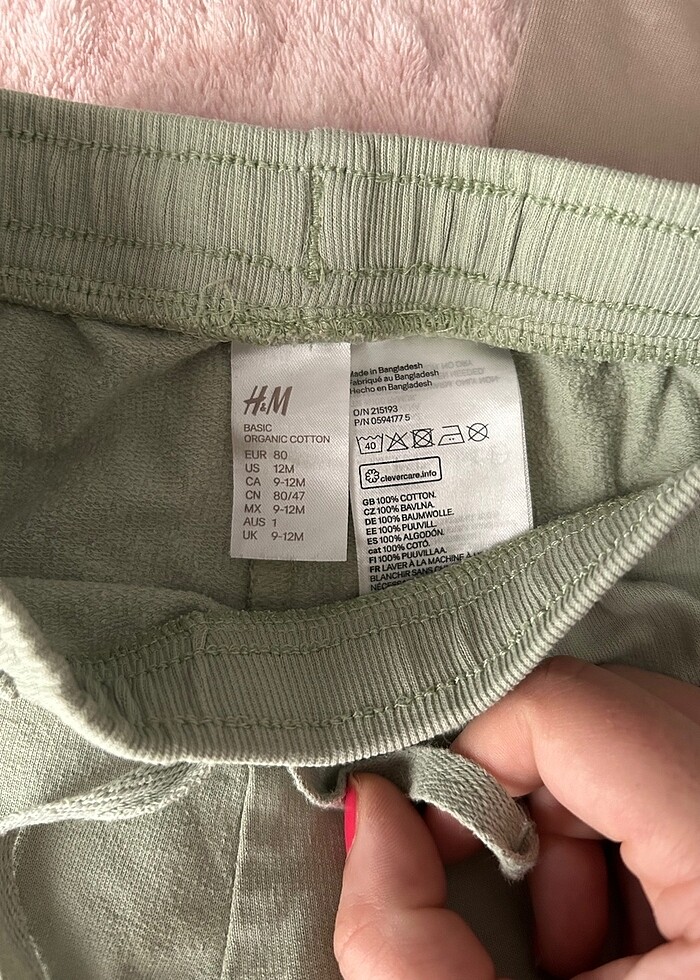 H&M
BASIC
ORGANIC COTTON
EUR 80
US 12M
CA 9-12M
CN 80/47
MX 9-12M
AUS 1
UK 9-12M
Made in Bangladesh
Fabriqué au Bangladesh
Hecho en Bangladesh
O/N 215193
P/N 0594177 5
40
clevercare.info
GB 100% COTTON.
CZ 100% BAVLNA.
DE 100% BAUMWOLLE.
EE 100% PUUVILL.
ES 100% ALGODÓN.
cat 100% COTÓ.
FI 100% PUUVILLAA.
FR LAVER À LA MACHINE À
BLANCHIR SANS